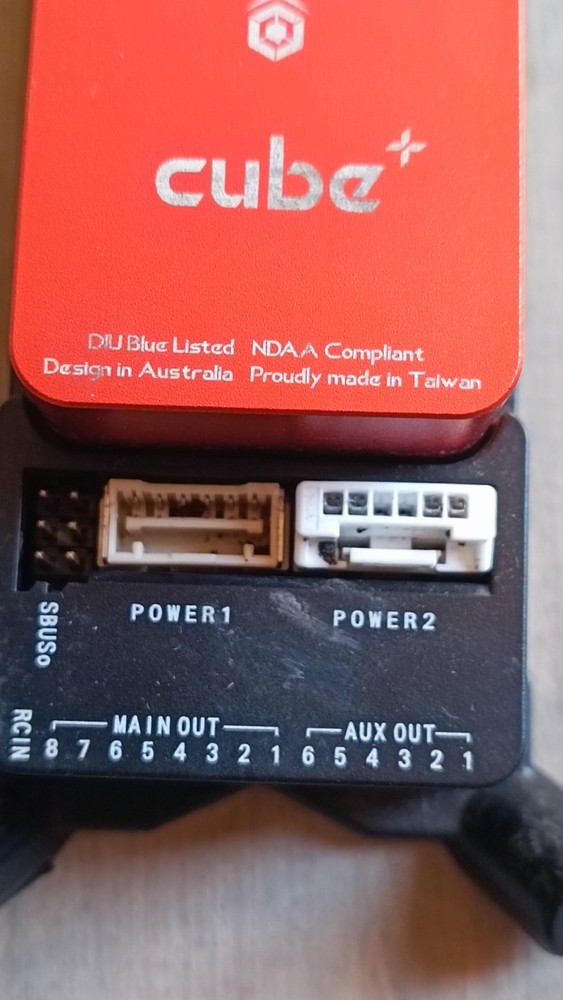 cube+
DIU Blue Listed NDAA Compliant
Design in Australia Proudly made in Taiwan
POWER1 POWER2
SBUSo
RCIN
MAIN OUT AUX OUT
8 7 6 5 4 3 2 1 6 5 4 3 2 1